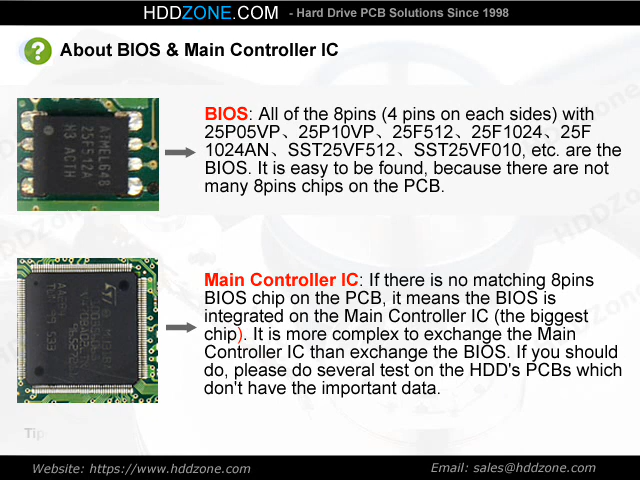 HDDZONE.COM - Hard Drive PCB Solutions Since 1998
?
About BIOS & Main Controller IC
ATMEL648
25F512A
N3 ACTH
BIOS: All of the 8pins (4 pins on each sides) with
25P05VP、25P10VP、25F512、25F1024、25F
1024AN、SST25VF512、SST25VF010, etc. are the
BIOS. It is easy to be found, because there are not
many 8pins chips on the PCB.
Main Controller IC: If there is no matching 8pins
BIOS chip on the PCB, it means the BIOS is
integrated on the Main Controller IC (the biggest
chip). It is more complex to exchange the Main
Controller IC than exchange the BIOS. If you should
do, please do several test on the HDD's PCBs which
don't have the important data.
Tip
Website: https://www.hddzone.com Email: sales@hddzone.com